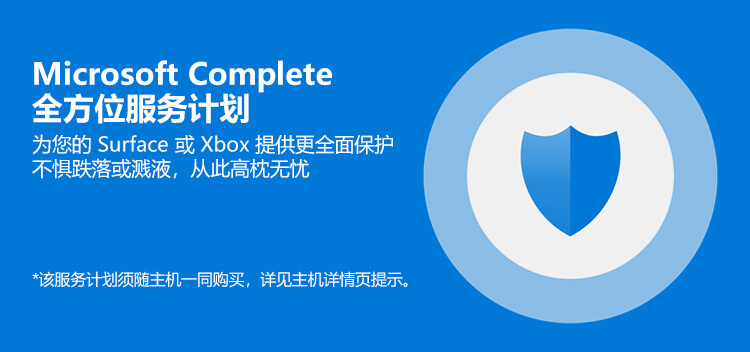 Microsoft Complete
全方位服务计划
为您的 Surface 或 Xbox 提供更全面保护
不惧跌落或溅液，从此高枕无忧
*该服务计划须随主机一同购买，详见主机详情页提示。